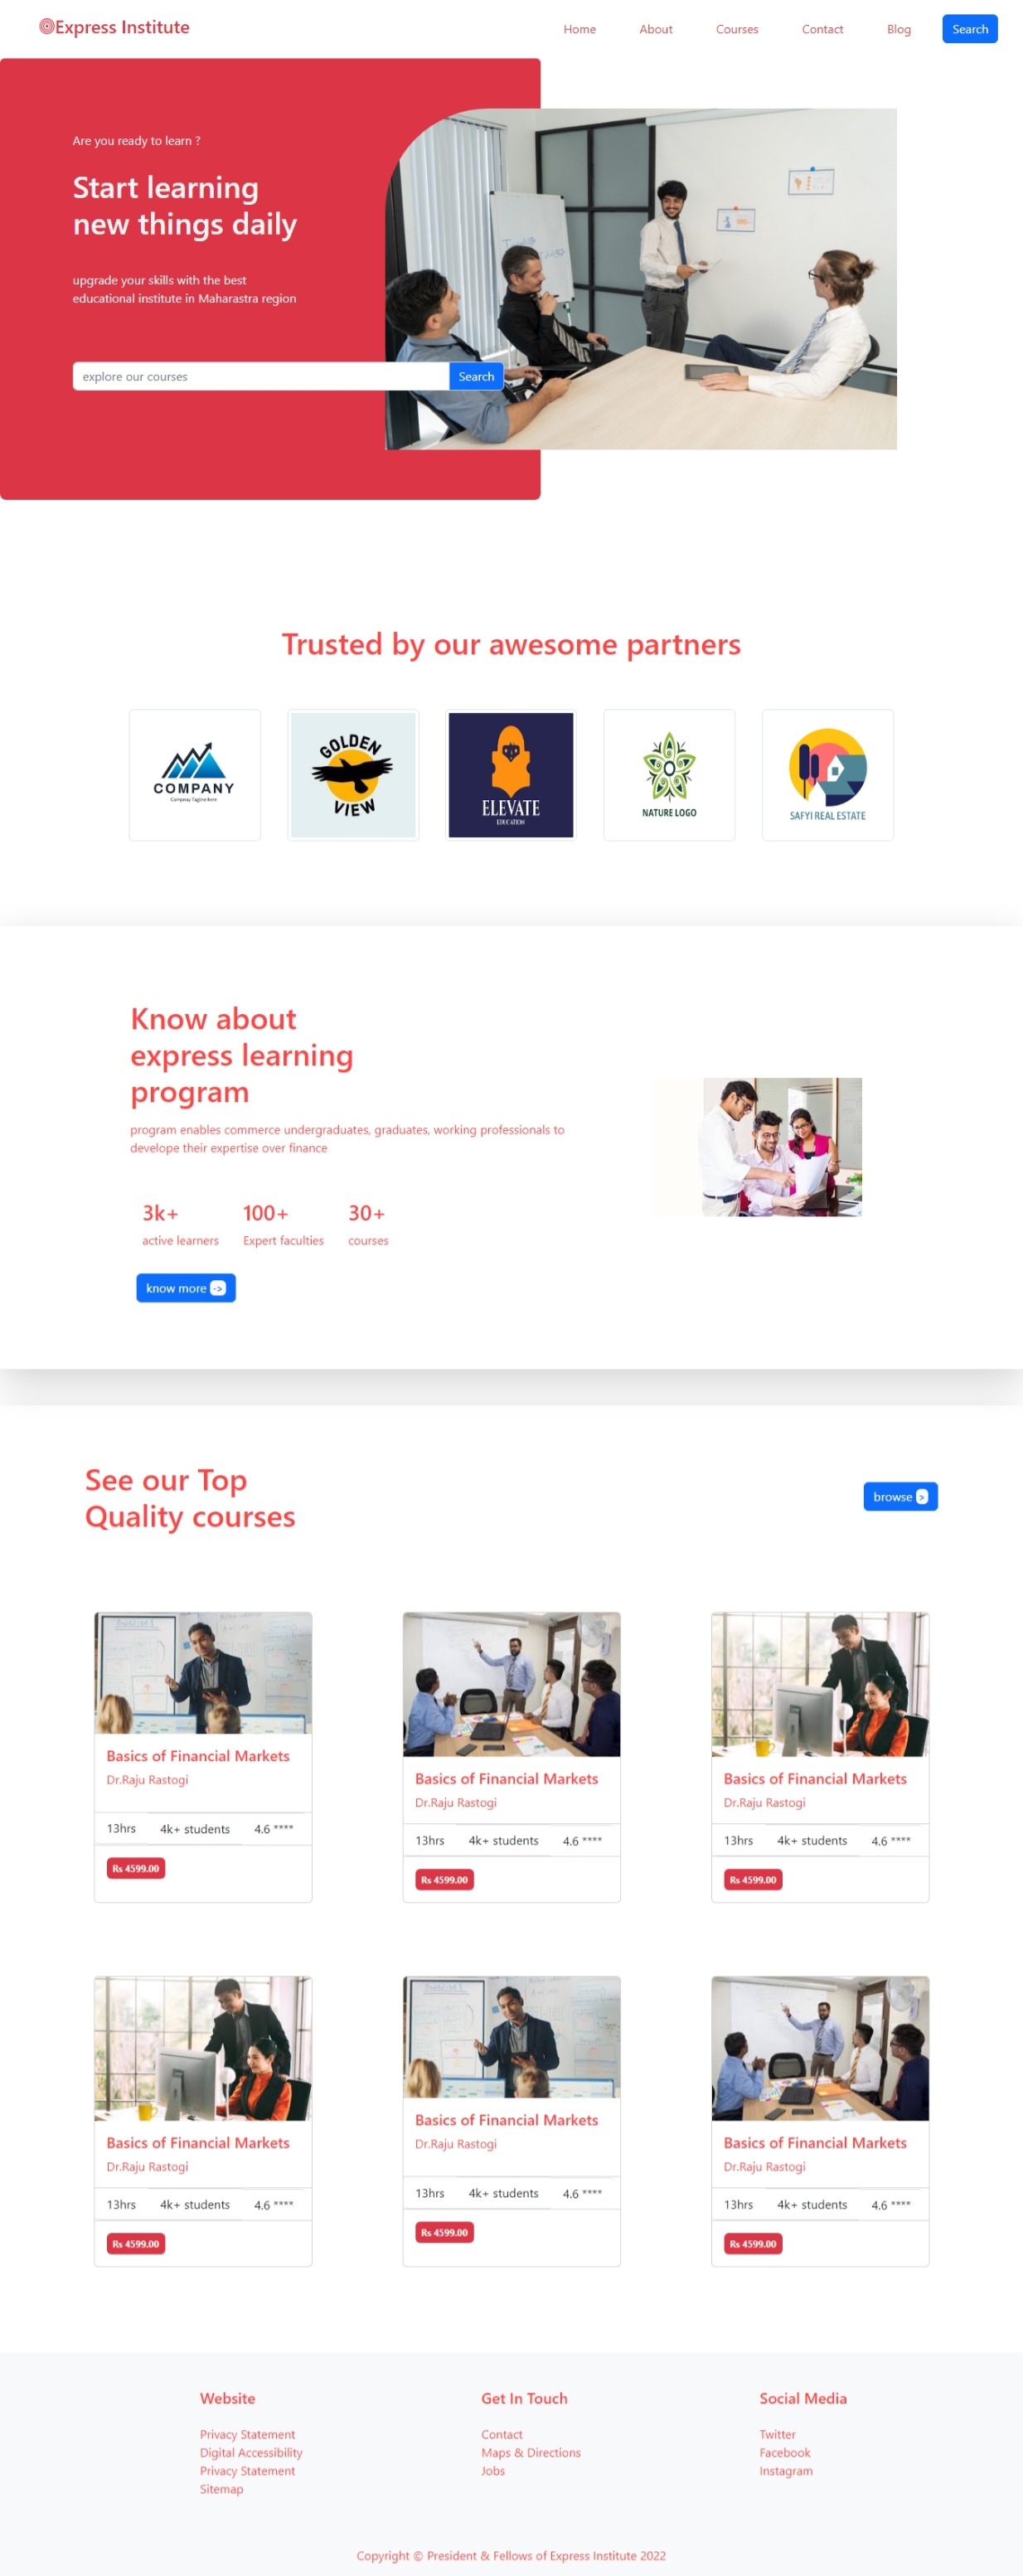 Express Institute
Home About Courses Contact Blog Search
Are you ready to learn ?
Start learning
new things daily
upgrade your skills with the best
educational institute in Maharastra region
explore our courses Search
Trusted by our awesome partners
COMPANY
Company Tagline here
GOLDEN
VIEW
ELEVATE
EDUCATION
NATURE LOGO
SAFYI REAL ESTATE
Know about
express learning
program
program enables commerce undergraduates, graduates, working professionals to
develope their expertise over finance
3k+ 100+ 30+
active learners Expert faculties courses
know more ->
See our Top
Quality courses
browse >
Basics of Financial Markets
Dr.Raju Rastogi
13hrs 4k+ students 4.6 ****
Rs 4599.00
Basics of Financial Markets
Dr.Raju Rastogi
13hrs 4k+ students 4.6 ****
Rs 4599.00
Basics of Financial Markets
Dr.Raju Rastogi
13hrs 4k+ students 4.6 ****
Rs 4599.00
Basics of Financial Markets
Dr.Raju Rastogi
13hrs 4k+ students 4.6 ****
Rs 4599.00
Basics of Financial Markets
Dr.Raju Rastogi
13hrs 4k+ students 4.6 ****
Rs 4599.00
Basics of Financial Markets
Dr.Raju Rastogi
13hrs 4k+ students 4.6 ****
Rs 4599.00
Website
Privacy Statement
Digital Accessibility
Privacy Statement
Sitemap
Get In Touch
Contact
Maps & Directions
Jobs
Social Media
Twitter
Facebook
Instagram
Copyright © President & Fellows of Express Institute 2022